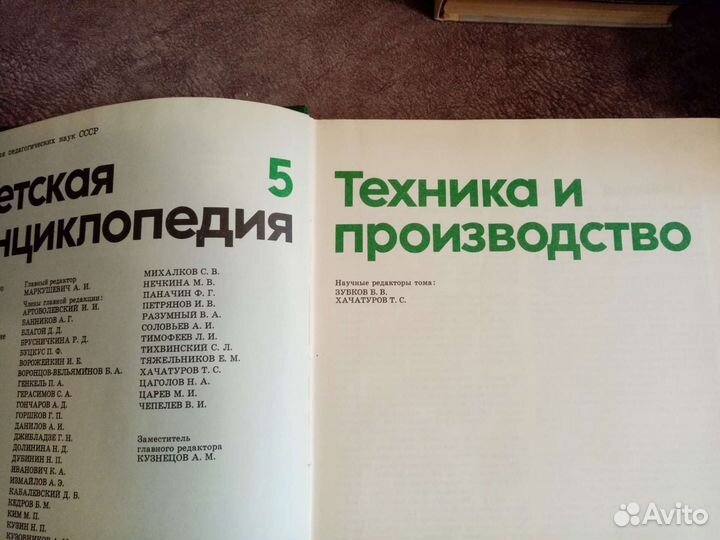 педагогических наук СССР
етская 5
нциклопедия
Главный редактор
МАРКУШЕВИЧ А. И.
Члены главной редакции:
АРТОБОЛЕВСКИЙ И. И.
БАННИКОВ А. Г.
БЛАГОЙ Д. Д.
БРУСНИЧКИНА Р. Д.
БУЦКУС П. Ф.
ВОРОЖЕЙКИН И. Е.
ВОРОНЦОВ-ВЕЛЬЯМИНОВ Б. А.
ГЕНКЕЛЬ П. А.
ГЕРАСИМОВ С. А.
ГОНЧАРОВ А. Д.
ГОРШКОВ Г. П.
ДАНИЛОВ А. И.
ДЖИБЛАДЗЕ Г. Н.
ДОЛИНИНА Н. Д.
ДУБИНИН Н. П.
ИВАНОВИЧ К. А.
ИЗМАЙЛОВ А. Э.
КАБАЛЕВСКИЙ Д. Б.
КЕДРОВ Б. М.
КИМ М. П.
КУЗИН Н. П.
КУЗОВНИКОВ А. М.
МИХАЛКОВ С. В.
НЕЧКИНА М. В.
ПАНАЧИН Ф. Г.
ПЕТРЯНОВ И. В.
РАЗУМНЫЙ В. А.
СОЛОВЬЕВ А. И.
ТИМОФЕЕВ Л. И.
ТИХВИНСКИЙ С. Л.
ТЯЖЕЛЬНИКОВ Е. М.
ХАЧАТУРОВ Т. С.
ЦАГОЛОВ Н. А.
ЦАРЕВ М. И.
ЧЕПЕЛЕВ В. И.
Заместитель
главного редактора
КУЗНЕЦОВ А. М.
Техника и
производство
Научные редакторы тома:
ЗУБКОВ Б. В.
ХАЧАТУРОВ Т. С.
Avito